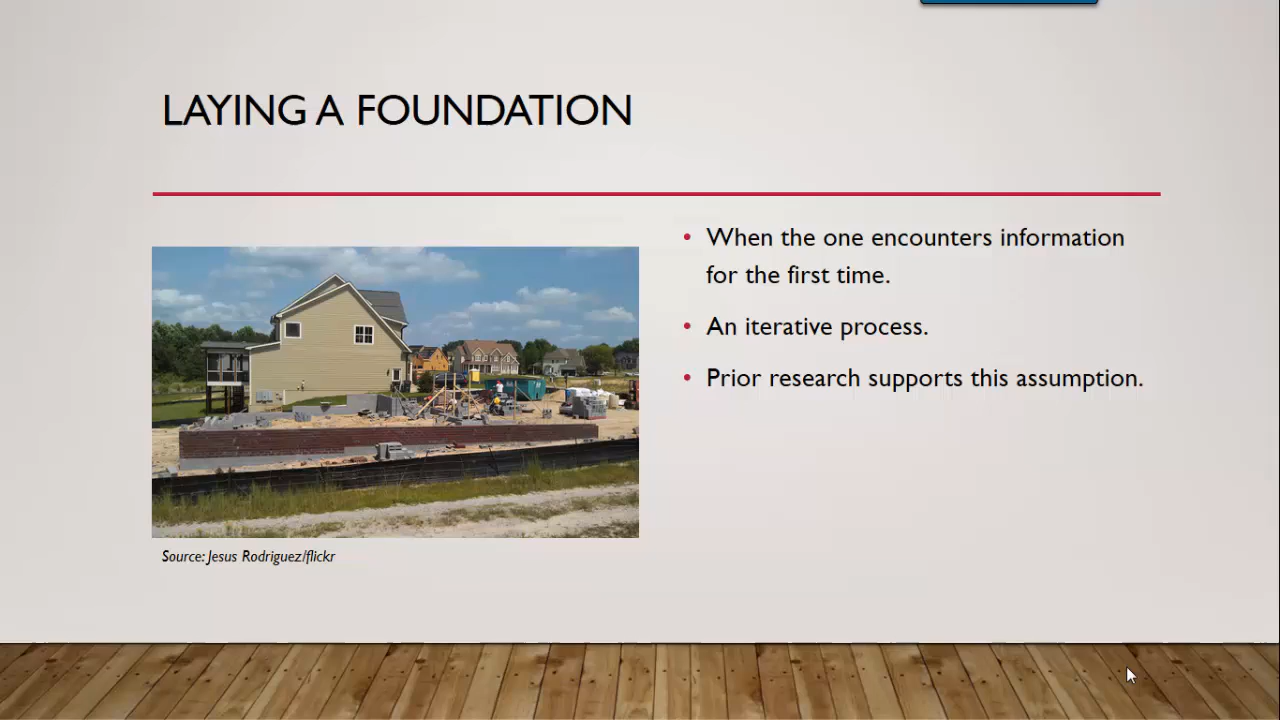 LAYING A FOUNDATION
• When the one encounters information
for the first time.
• An iterative process.
• Prior research supports this assumption.
Source: Jesus Rodriguez/flickr